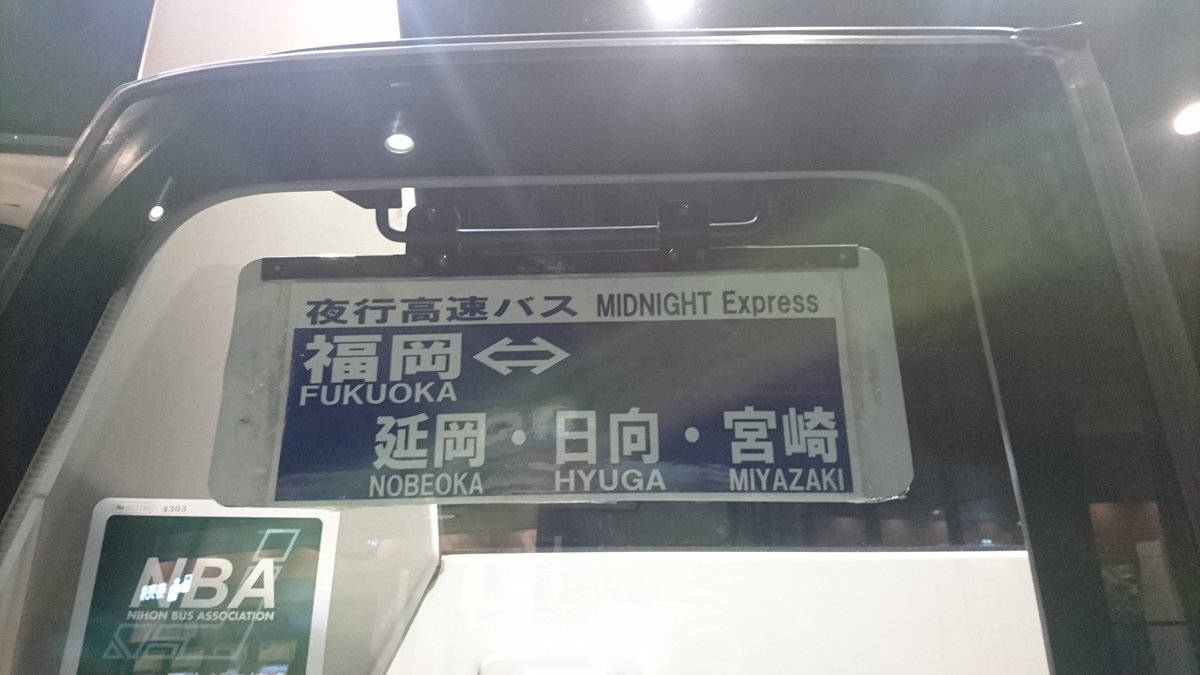 夜行高速バス MIDNIGHT Express
福岡⇔
FUKUOKA
延岡・日向・宮崎
NOBEOKA HYUGA MIYAZAKI
4303
NBA
NIHON BUS ASSOCIATION